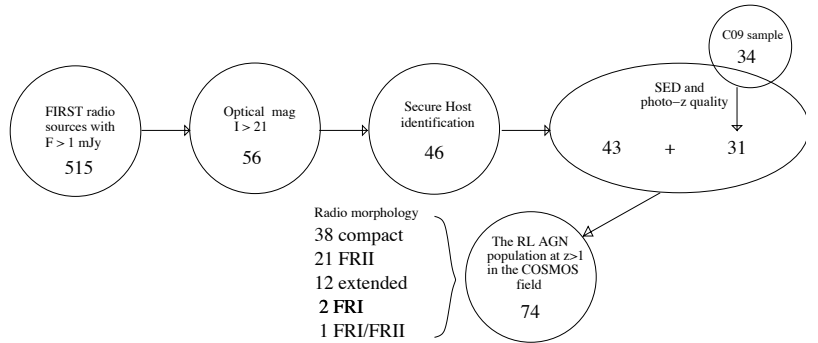 FIRST radio
sources with
F > 1 mJy
515
Optical mag
I > 21
56
Secure Host
identification
46
C09 sample
34
SED and
photo−z quality
43 + 31
Radio morphology
38 compact
21 FRII
12 extended
2 FRI
1 FRI/FRII
The RL AGN
population at z>1
in the COSMOS
field
74